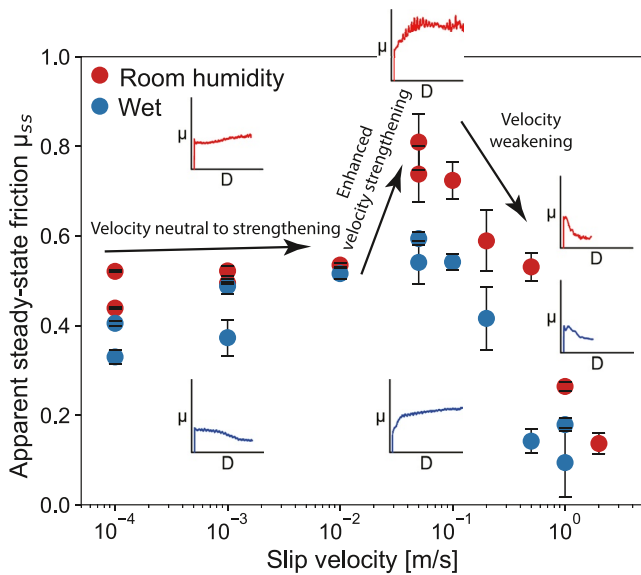 Apparent steady-state friction μss
1.0
0.8
0.6
0.4
0.2
0.0
Room humidity
Wet
μ
D
μ
D
Velocity
weakening
Enhanced
velocity strengthening
Velocity neutral to strengthening
μ
D
μ
D
μ
D
μ
D
10−4
10−3
10−2
10−1
100
Slip velocity [m/s]